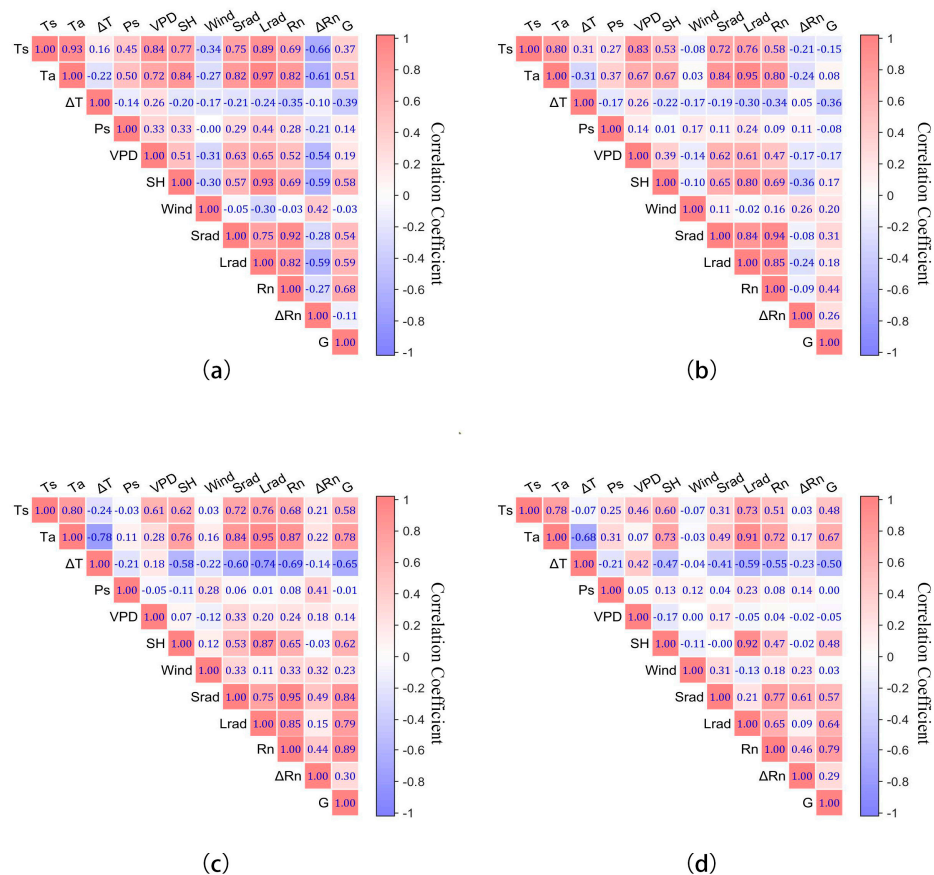 Ts Ta ΔT Ps VPD SH Wind Srad Lrad Rn ΔRn G
Ts 1.00 0.93 0.16 0.45 0.84 0.77 -0.34 0.75 0.89 0.69 -0.66 0.37
Ta 1.00 -0.22 0.50 0.72 0.84 -0.27 0.82 0.97 0.82 -0.61 0.51
ΔT 1.00 -0.14 0.26 -0.20 -0.17 -0.21 -0.24 -0.35 -0.10 -0.39
Ps 1.00 0.33 0.33 -0.00 0.29 0.44 0.28 -0.21 0.14
VPD 1.00 0.51 -0.31 0.63 0.65 0.52 -0.54 0.19
SH 1.00 -0.30 0.57 0.93 0.69 -0.59 0.58
Wind 1.00 -0.05 -0.30 -0.03 0.42 -0.03
Srad 1.00 0.75 0.92 -0.28 0.54
Lrad 1.00 0.82 -0.59 0.59
Rn 1.00 -0.27 0.68
ΔRn 1.00 -0.11
G 1.00
1
0.8
0.6
0.4
0.2
0
-0.2
-0.4
-0.6
-0.8
-1
Correlation Coefficient
(a)
Ts Ta ΔT Ps VPD SH Wind Srad Lrad Rn ΔRn G
Ts 1.00 0.80 0.31 0.27 0.83 0.53 -0.08 0.72 0.76 0.58 -0.21 -0.15
Ta 1.00 -0.31 0.37 0.67 0.67 0.03 0.84 0.95 0.80 -0.24 0.08
ΔT 1.00 -0.17 0.26 -0.22 -0.17 -0.19 -0.30 -0.34 0.05 -0.36
Ps 1.00 0.14 0.01 0.17 0.11 0.24 0.09 0.11 -0.08
VPD 1.00 0.39 -0.14 0.62 0.61 0.47 -0.17 -0.17
SH 1.00 -0.10 0.65 0.80 0.69 -0.36 0.17
Wind 1.00 0.11 -0.02 0.16 0.26 0.20
Srad 1.00 0.84 0.94 -0.08 0.31
Lrad 1.00 0.85 -0.24 0.18
Rn 1.00 -0.09 0.44
ΔRn 1.00 0.26
G 1.00
1
0.8
0.6
0.4
0.2
0
-0.2
-0.4
-0.6
-0.8
-1
Correlation Coefficient
(b)
Ts Ta ΔT Ps VPD SH Wind Srad Lrad Rn ΔRn G
Ts 1.00 0.80 -0.24 -0.03 0.61 0.62 0.03 0.72 0.76 0.68 0.21 0.58
Ta 1.00 -0.78 0.11 0.28 0.76 0.16 0.84 0.95 0.87 0.22 0.78
ΔT 1.00 -0.21 0.18 -0.58 -0.22 -0.60 -0.74 -0.69 -0.14 -0.65
Ps 1.00 -0.05 -0.11 0.28 0.06 0.01 0.08 0.41 -0.01
VPD 1.00 0.07 -0.12 0.33 0.20 0.24 0.18 0.14
SH 1.00 0.12 0.53 0.87 0.65 -0.03 0.62
Wind 1.00 0.33 0.11 0.33 0.32 0.23
Srad 1.00 0.75 0.95 0.49 0.84
Lrad 1.00 0.85 0.15 0.79
Rn 1.00 0.44 0.89
ΔRn 1.00 0.30
G 1.00
1
0.8
0.6
0.4
0.2
0
-0.2
-0.4
-0.6
-0.8
-1
Correlation Coefficient
(c)
Ts Ta ΔT Ps VPD SH Wind Srad Lrad Rn ΔRn G
Ts 1.00 0.78 -0.07 0.25 0.46 0.60 -0.07 0.31 0.73 0.51 0.03 0.48
Ta 1.00 -0.68 0.31 0.07 0.73 -0.03 0.49 0.91 0.72 0.17 0.67
ΔT 1.00 -0.21 0.42 -0.47 -0.04 -0.41 -0.59 -0.55 -0.23 -0.50
Ps 1.00 0.05 0.13 0.12 0.04 0.23 0.08 0.14 0.00
VPD 1.00 -0.17 0.00 0.17 -0.05 0.04 -0.02 -0.05
SH 1.00 -0.11 -0.00 0.92 0.47 -0.02 0.48
Wind 1.00 0.31 -0.13 0.18 0.23 0.03
Srad 1.00 0.21 0.77 0.61 0.57
Lrad 1.00 0.65 0.09 0.64
Rn 1.00 0.46 0.79
ΔRn 1.00 0.29
G 1.00
1
0.8
0.6
0.4
0.2
0
-0.2
-0.4
-0.6
-0.8
-1
Correlation Coefficient
(d)